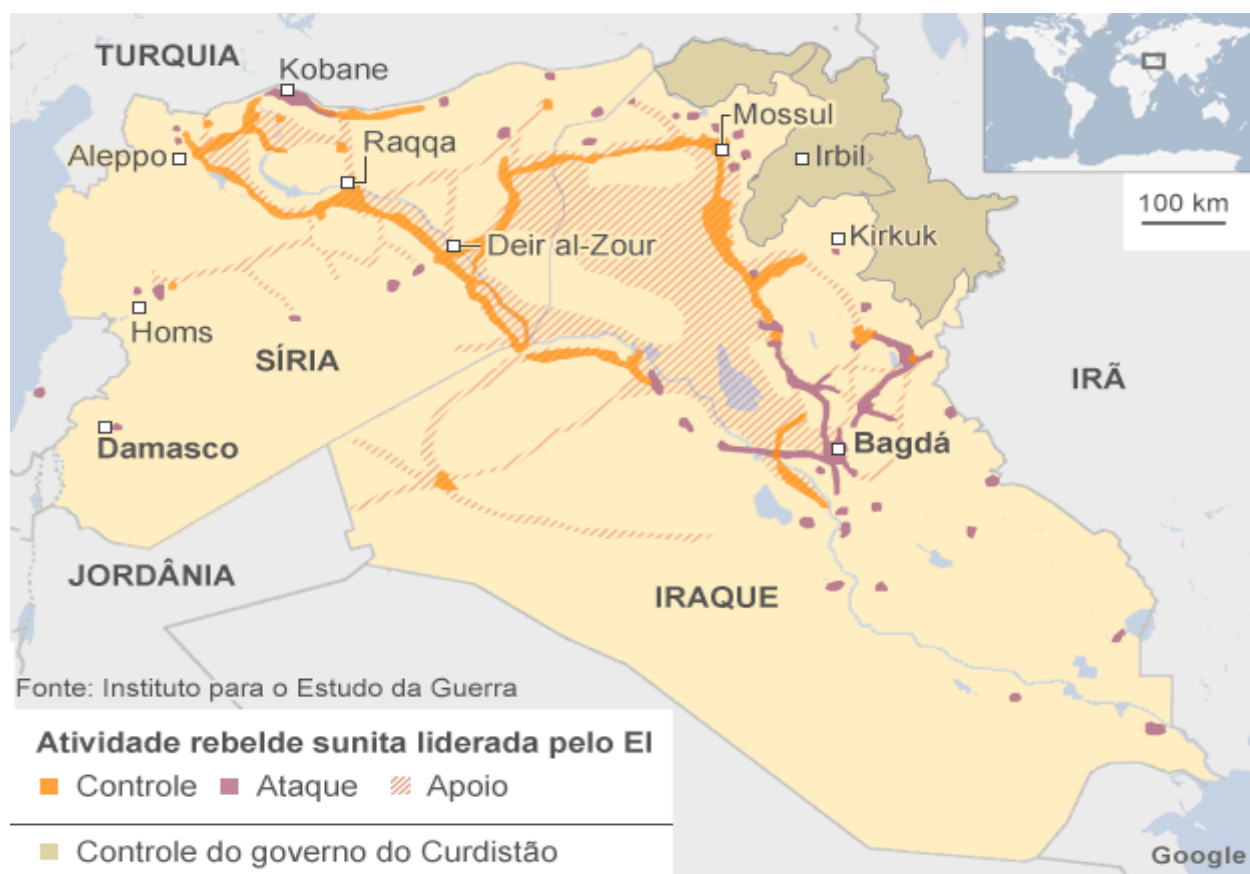 TURQUIA
Kobane
Mossul
Aleppo
Raqqa
Irbil
100 km
Deir al-Zour
Kirkuk
Homs
SÍRIA
IRÃ
Damasco
Bagdá
JORDÂNIA
IRAQUE
Fonte: Instituto para o Estudo da Guerra
Atividade rebelde sunita liderada pelo EI
Controle Ataque Apoio
Controle do governo do Curdistão
Google